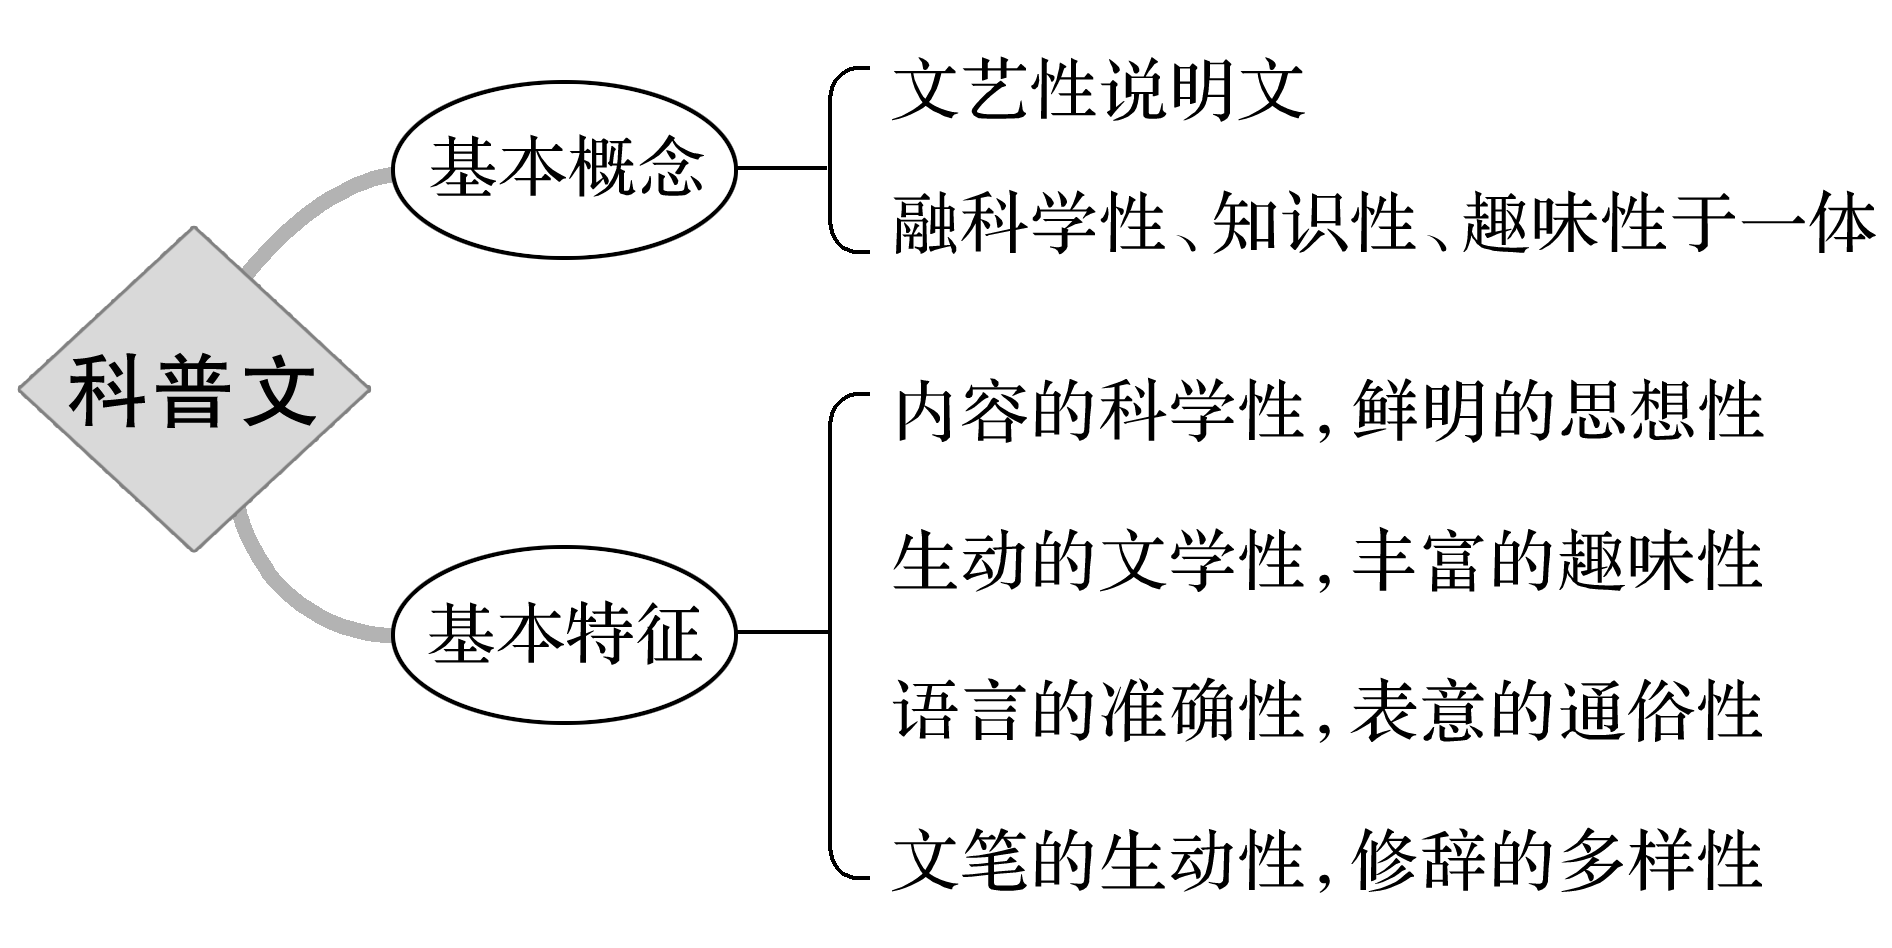 科普文
基本概念
文艺性说明文
融科学性、知识性、趣味性于一体
基本特征
内容的科学性,鲜明的思想性
生动的文学性,丰富的趣味性
语言的准确性,表意的通俗性
文笔的生动性,修辞的多样性